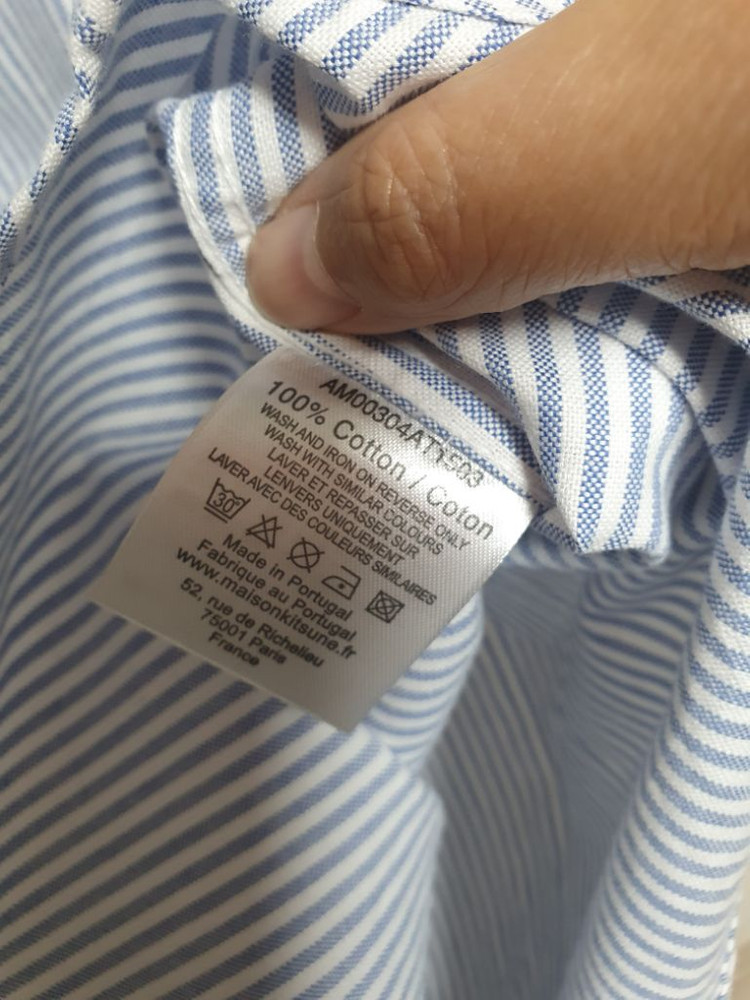 AM00304AT1503
100% Cotton / Coton
WASH AND IRON ON REVERSE ONLY
WASH WITH SIMILAR COLOURS
LAVER ET REPASSER SUR
LENVERS UNIQUEMENT
LAVER AVEC DES COULEURS SIMILAIRES
30°
Made in Portugal
Fabrique au Portugal
www.maisonkitsune.fr
52, rue de Richelieu
75001 Paris
France